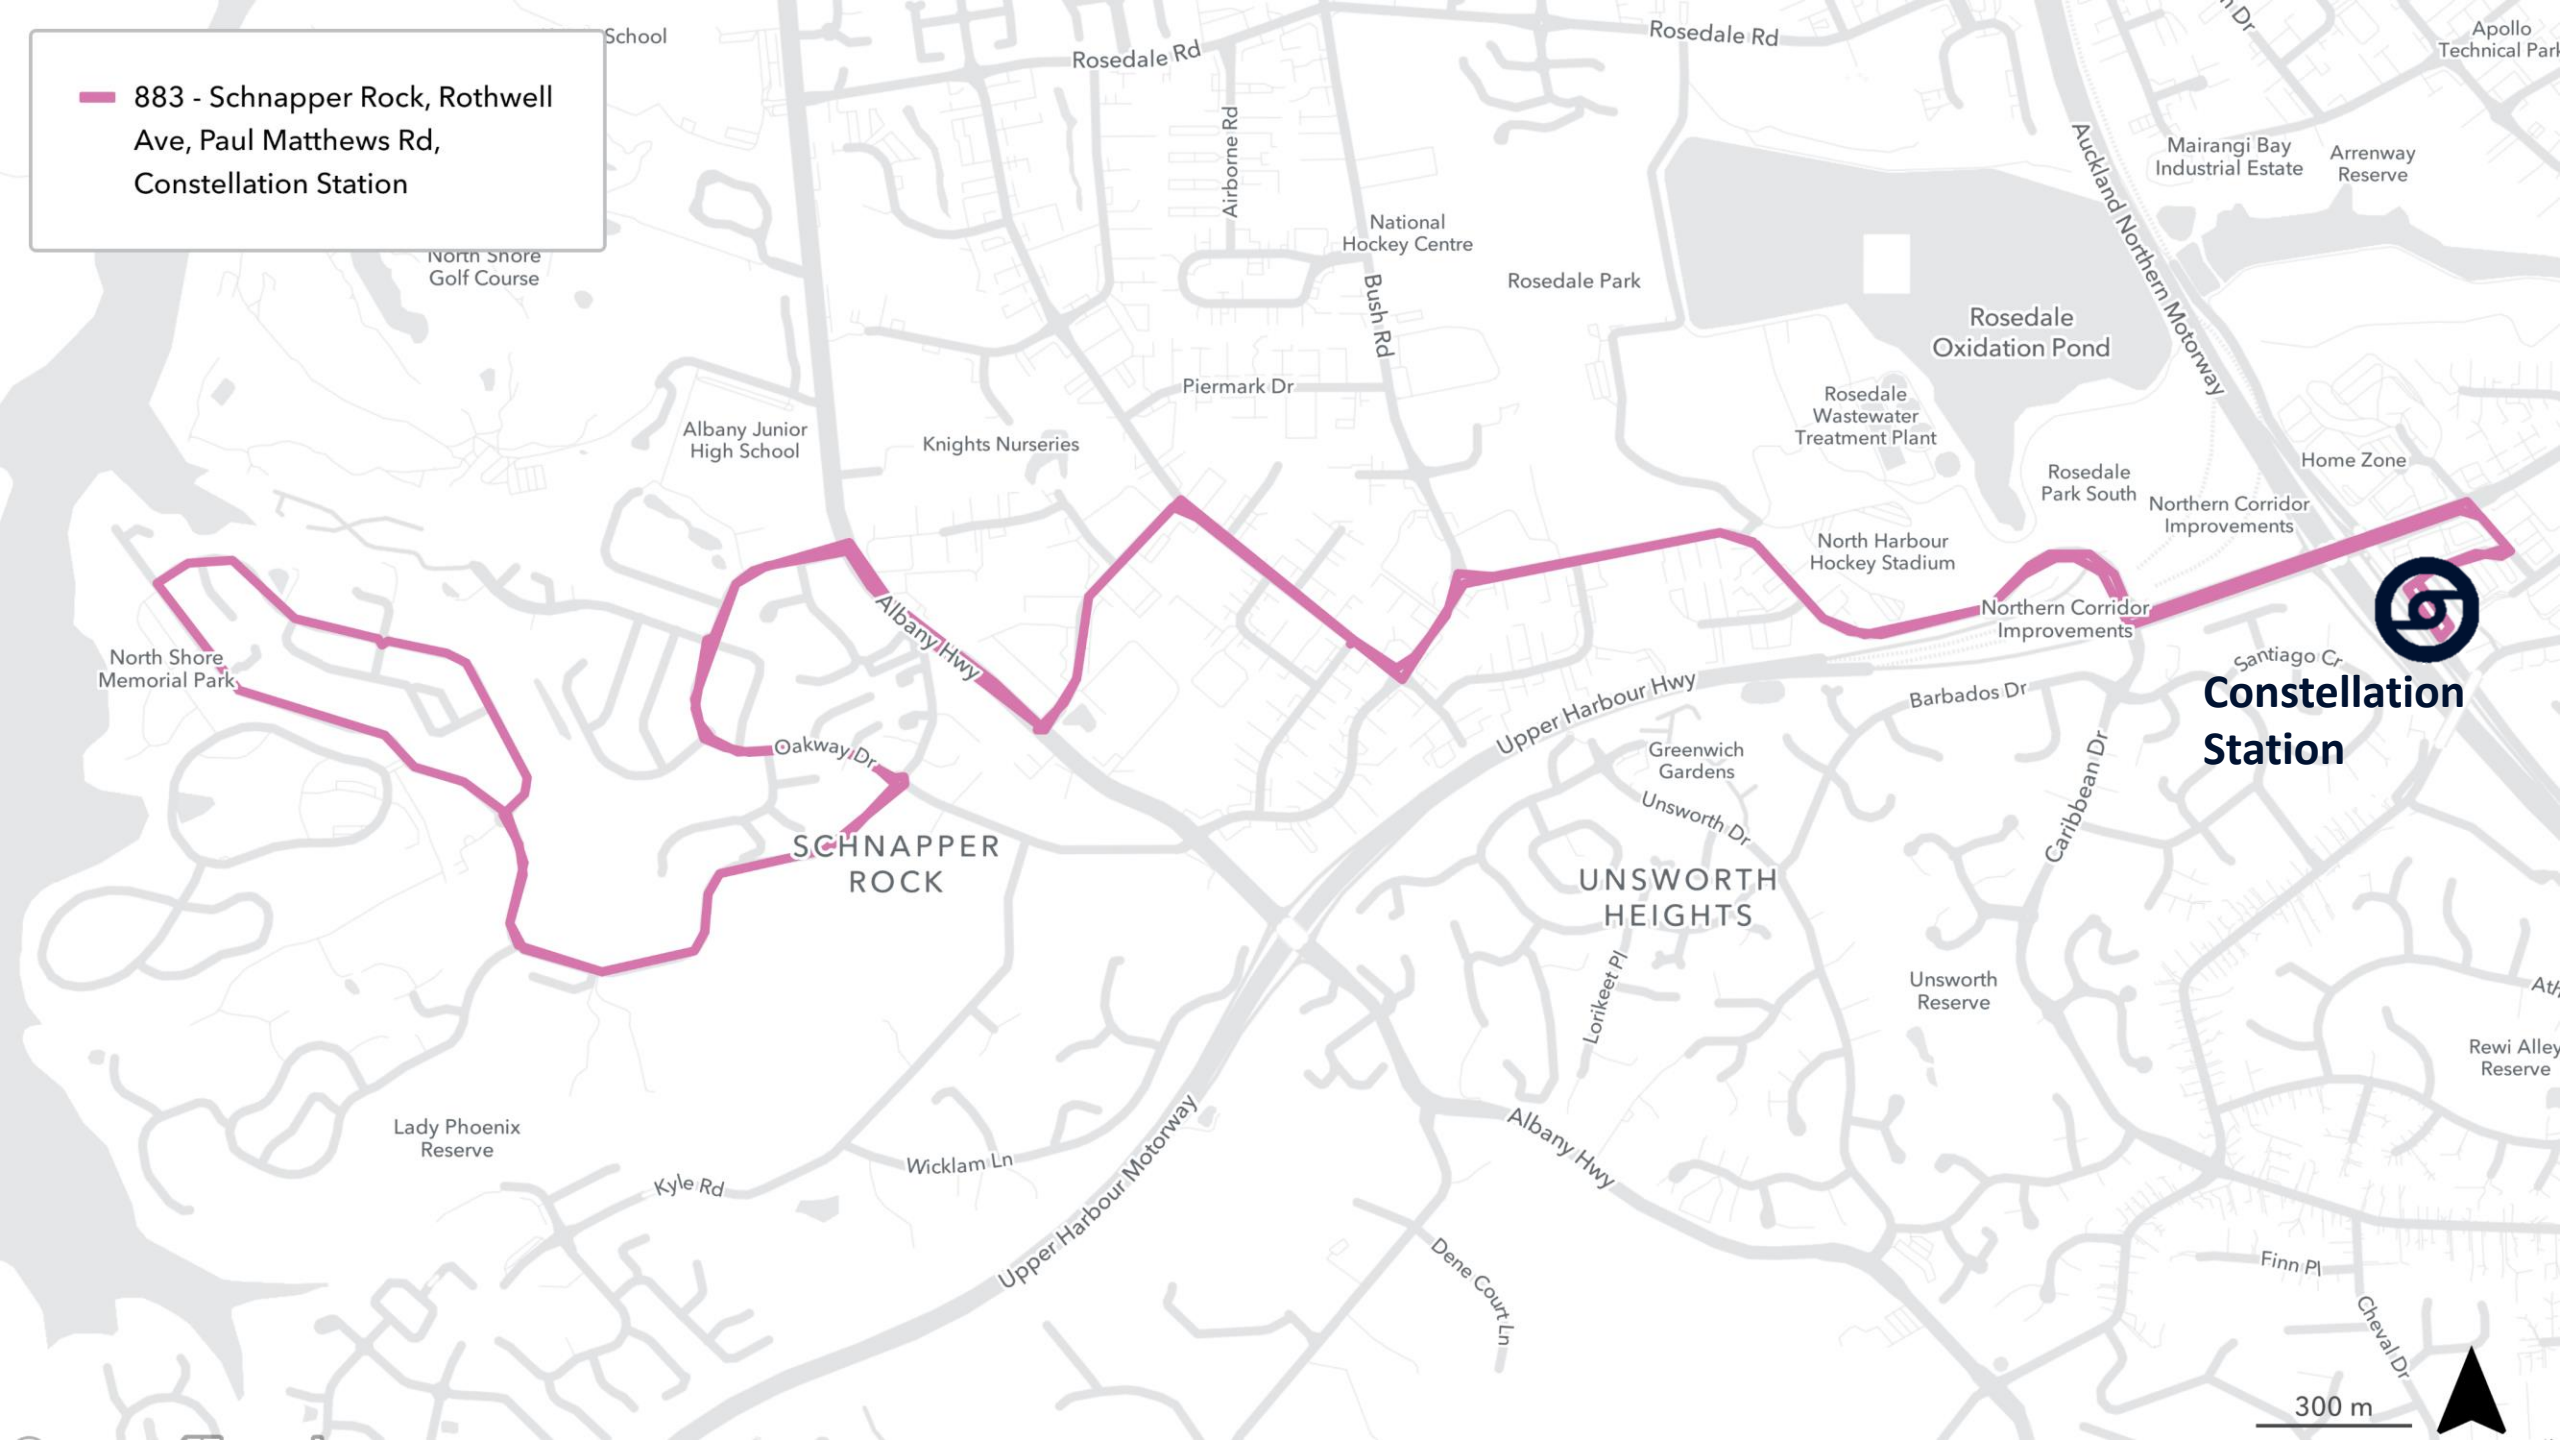 883 - Schnapper Rock, Rothwell
Ave, Paul Matthews Rd,
Constellation Station
School
Rosedale Rd
Rosedale Rd
Apollo
Technical Park
Airborne Rd
Auckland Northern Motorway
Mairangi Bay
Industrial Estate
Arrenway
Reserve
National
Hockey Centre
North Shore
Golf Course
Rosedale Park
Bush Rd
Rosedale
Oxidation Pond
Piermark Dr
Rosedale
Wastewater
Treatment Plant
Albany Junior
High School
Knights Nurseries
Home Zone
Rosedale
Park South
Northern Corridor
Improvements
North Harbour
Hockey Stadium
Northern Corridor
Improvements
Albany Hwy
North Shore
Memorial Park
Santiago Cr
Constellation
Station
Barbados Dr
Upper Harbour Hwy
Oakway Dr
Greenwich
Gardens
Unsworth Dr
Caribbean Dr
SCHNAPPER
ROCK
UNSWORTH
HEIGHTS
Lorikeet Pl
Unsworth
Reserve
Rewi Alley
Reserve
Lady Phoenix
Reserve
Albany Hwy
Wicklam Ln
Kyle Rd
Upper Harbour Motorway
Dene Court Ln
Finn Pl
Cheval Dr
300 m